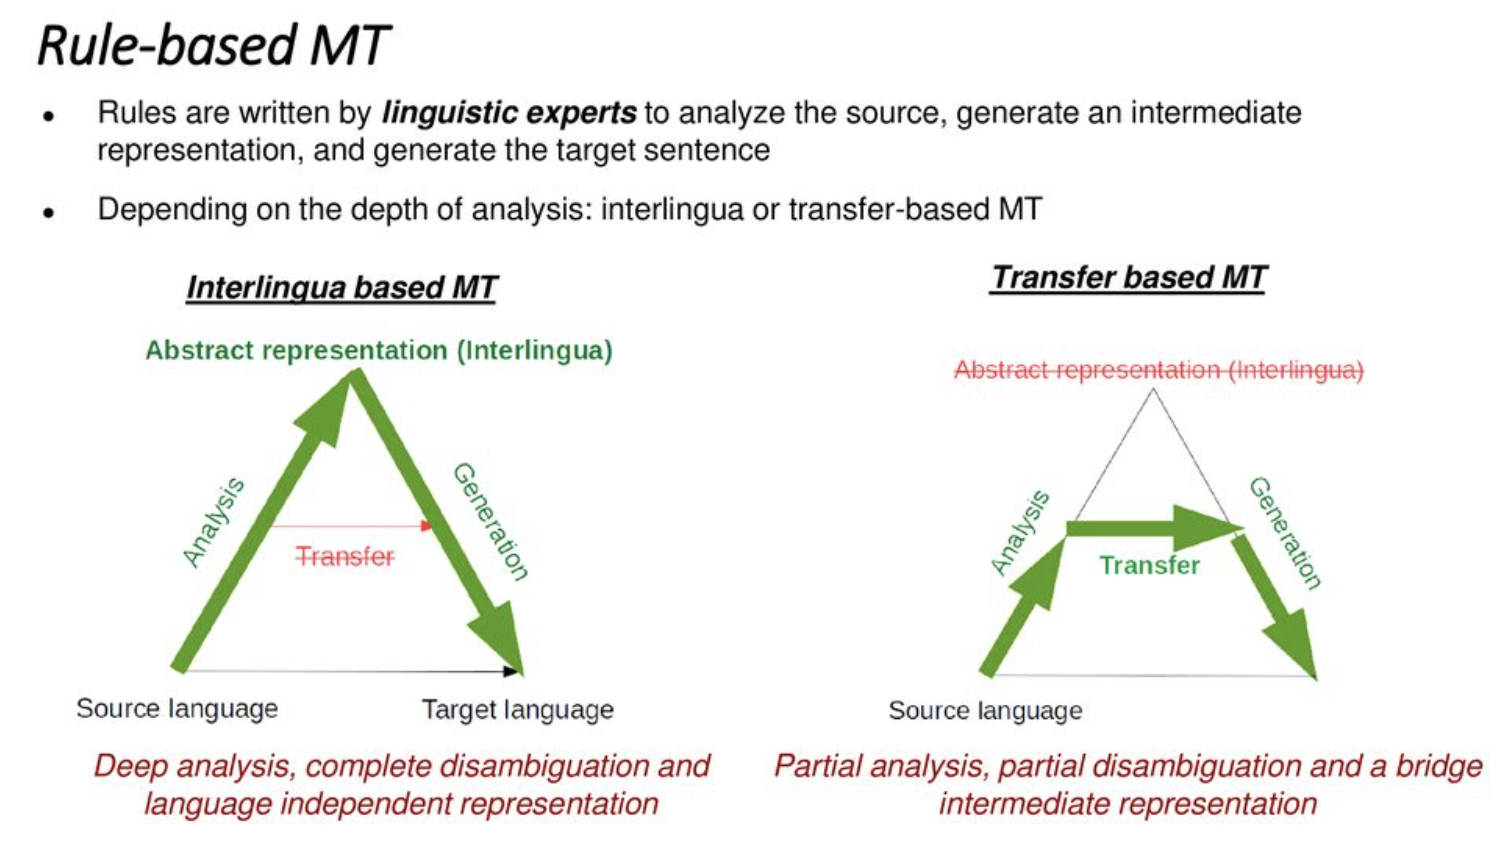 Rule-based MT
• Rules are written by linguistic experts to analyze the source, generate an intermediate
representation, and generate the target sentence
• Depending on the depth of analysis: interlingua or transfer-based MT
Interlingua based MT
Abstract representation (Interlingua)
Analysis
Generation
Transfer
Source language
Target language
Deep analysis, complete disambiguation and
language independent representation
Transfer based MT
Abstract representation (Interlingua)
Analysis
Generation
Transfer
Source language
Partial analysis, partial disambiguation and a bridge
intermediate representation